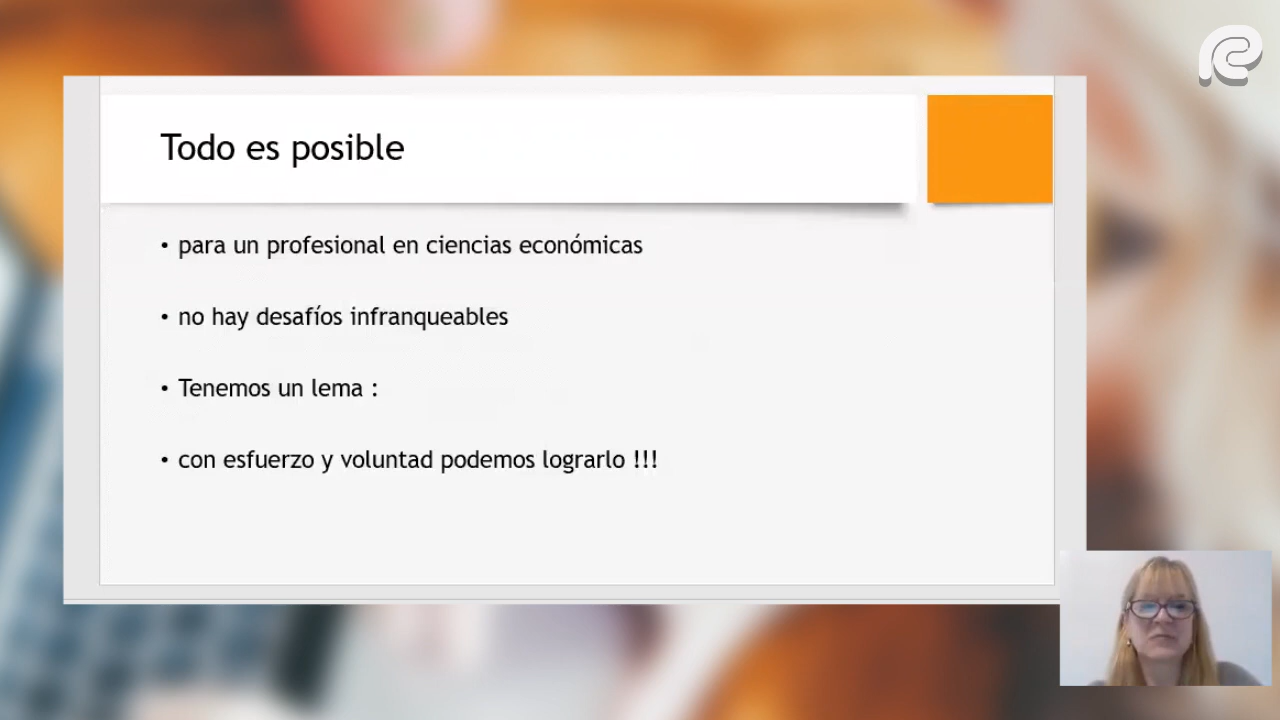 Todo es posible
• para un profesional en ciencias económicas
• no hay desafíos infranqueables
• Tenemos un lema :
• con esfuerzo y voluntad podemos lograrlo !!!